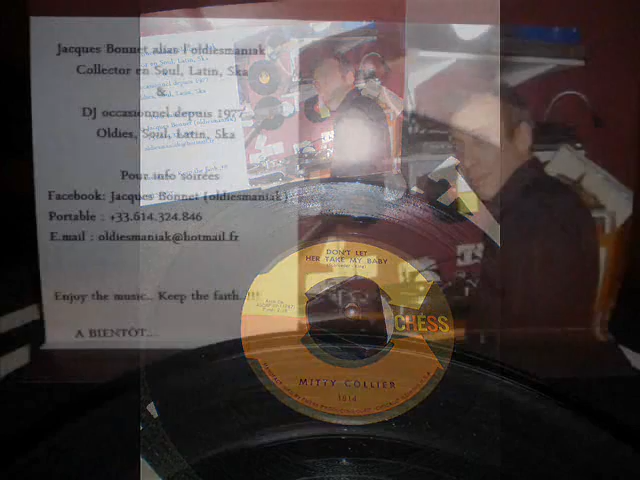 Jacques Bonnet alias l'oldiesmaniak
Collector en Soul, Latin, Ska
&
DJ occasionnel depuis 1977
Oldies, Soul, Latin, Ska
Pour info soirées
Facebook: Jacques Bonnet (oldiesmaniak)
Portable : +33.614.324.846
E.mail : oldiesmaniak@hotmail.fr
Enjoy the music.. Keep the faith..!!!
A BIENTÔT...
DON'T LET
HER TAKE MY BABY
CHESS
MITTY COLLIER
1814